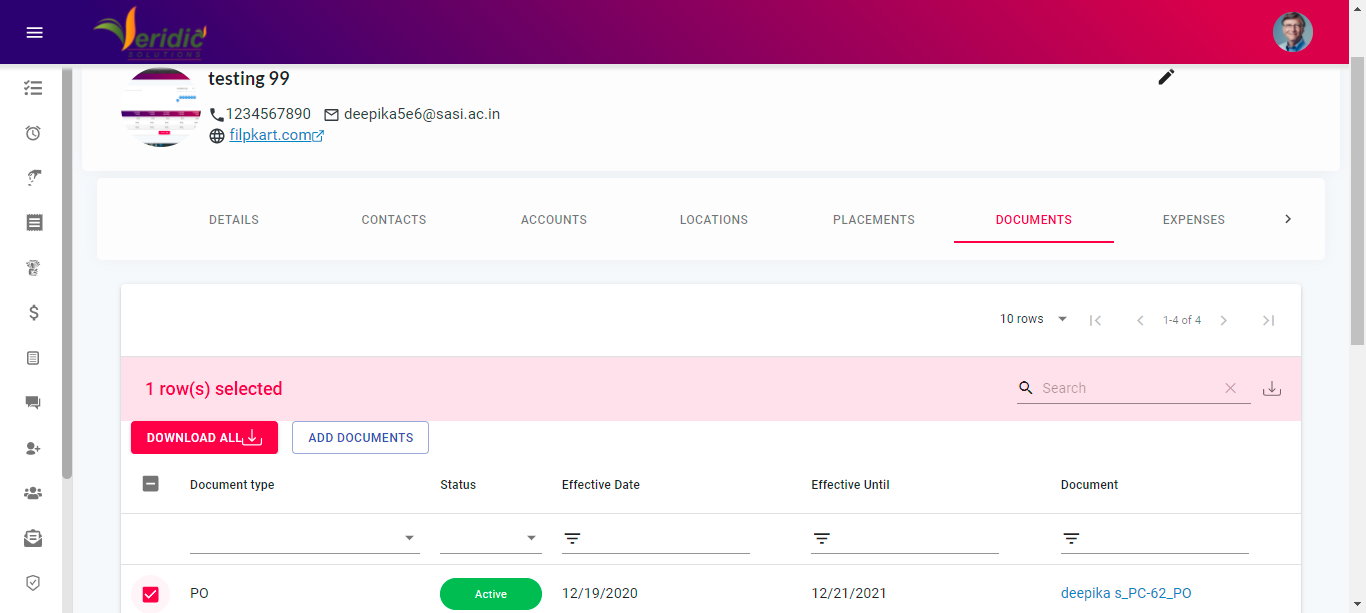 eridic
SOLUTIONS
testing 99
1234567890 deepika5e6@sasi.ac.in
filpkart.com
DETAILS CONTACTS ACCOUNTS LOCATIONS PLACEMENTS DOCUMENTS EXPENSES
10 rows 1-4 of 4
1 row(s) selected Search
DOWNLOAD ALL ADD DOCUMENTS
Document type Status Effective Date Effective Until Document
PO Active 12/19/2020 12/21/2021 deepika s_PC-62_PO